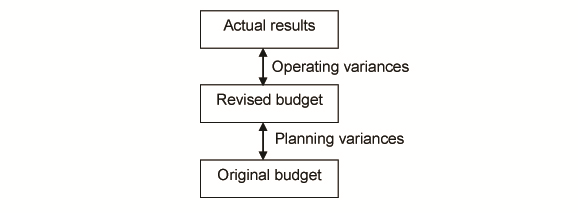 Actual results
Operating variances
Revised budget
Planning variances
Original budget